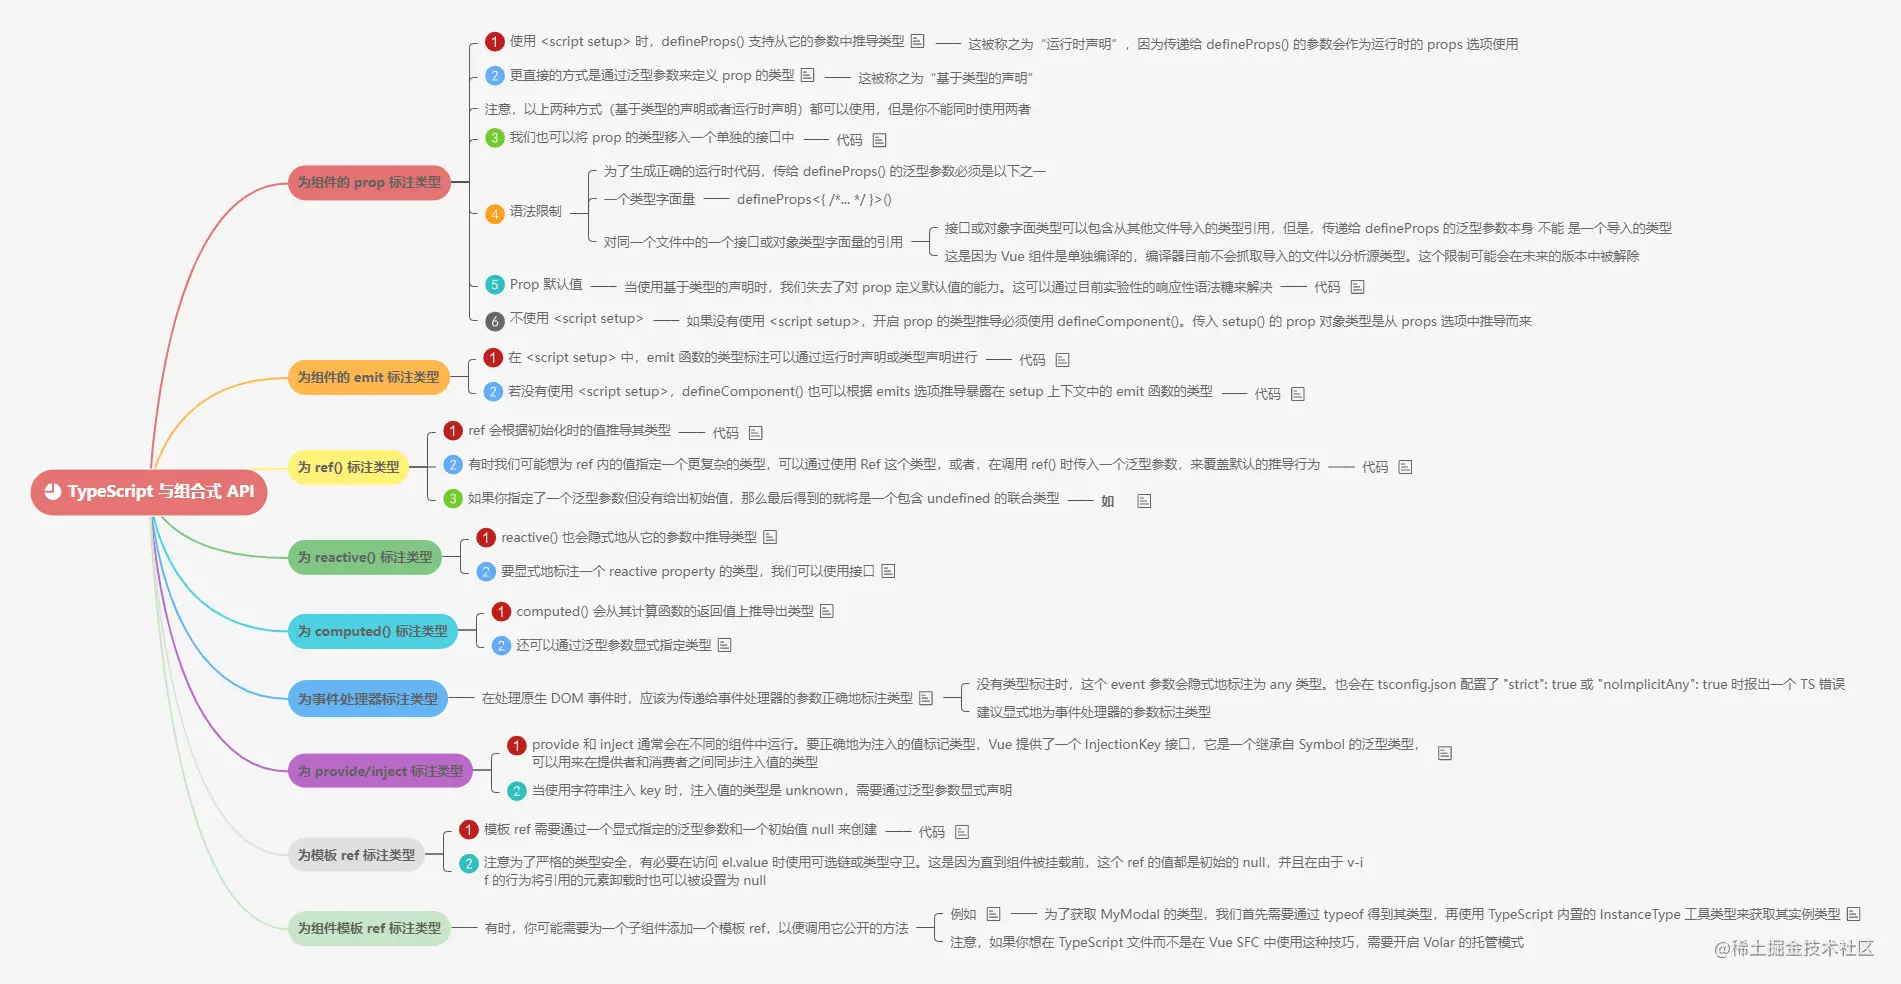 TypeScript 与组合式 API
为组件的 prop 标注类型
1 使用 <script setup> 时，defineProps() 支持从它的参数中推导类型
这被称之为“运行时声明”，因为传递给 defineProps() 的参数会作为运行时的 props 选项使用
2 更直接的方式是通过泛型参数来定义 prop 的类型
这被称之为“基于类型的声明”
注意，以上两种方式（基于类型的声明或者运行时声明）都可以使用，但是你不能同时使用两者
3 我们也可以将 prop 的类型移入一个单独的接口中
代码
4 语法限制
为了生成正确的运行时代码，传给 defineProps() 的泛型参数必须是以下之一
一个类型字面量
defineProps<{ /*... */ }>()
对同一个文件中的一个接口或对象类型字面量的引用
接口或对象字面类型可以包含从其他文件导入的类型引用，但是，传递给 defineProps 的泛型参数本身 不能 是一个导入的类型
这是因为 Vue 组件是单独编译的，编译器目前不会抓取导入的文件以分析源类型。这个限制可能会在未来的版本中被解除
5 Prop 默认值
当使用基于类型的声明时，我们失去了对 prop 定义默认值的能力。这可以通过目前实验性的响应性语法糖来解决
代码
6 不使用 <script setup>
如果没有使用 <script setup>，开启 prop 的类型推导必须使用 defineComponent()。传入 setup() 的 prop 对象类型是从 props 选项中推导而来
为组件的 emit 标注类型
1 在 <script setup> 中，emit 函数的类型标注可以通过运行时声明或类型声明进行
代码
2 若没有使用 <script setup>，defineComponent() 也可以根据 emits 选项推导暴露在 setup 上下文中的 emit 函数的类型
代码
为 ref() 标注类型
1 ref 会根据初始化时的值推导其类型
代码
2 有时我们可能想为 ref 内的值指定一个更复杂的类型，可以通过使用 Ref 这个类型，或者，在调用 ref() 时传入一个泛型参数，来覆盖默认的推导行为
代码
3 如果你指定了一个泛型参数但没有给出初始值，那么最后得到的就将是一个包含 undefined 的联合类型
如
为 reactive() 标注类型
1 reactive() 也会隐式地从它的参数中推导类型
2 要显式地标注一个 reactive property 的类型，我们可以使用接口
为 computed() 标注类型
1 computed() 会从其计算函数的返回值上推导出类型
2 还可以通过泛型参数显式指定类型
为事件处理器标注类型
在处理原生 DOM 事件时，应该为传递给事件处理器的参数正确地标注类型
没有类型标注时，这个 event 参数会隐式地标注为 any 类型。也会在 tsconfig.json 配置了 "strict": true 或 "noImplicitAny": true 时报出一个 TS 错误
建议显式地为事件处理器的参数标注类型
为 provide/inject 标注类型
1 provide 和 inject 通常会在不同的组件中运行。要正确地为注入的值标记类型，Vue 提供了一个 InjectionKey 接口，它是一个继承自 Symbol 的泛型类型，
可以用来在提供者和消费者之间同步注入值的类型
2 当使用字符串注入 key 时，注入值的类型是 unknown，需要通过泛型参数显式声明
为模板 ref 标注类型
1 模板 ref 需要通过一个显式指定的泛型参数和一个初始值 null 来创建
代码
2 注意为了严格的类型安全，有必要在访问 el.value 时使用可选链或类型守卫。这是因为直到组件被挂载前，这个 ref 的值都是初始的 null，并且在由于 v-i
f 的行为将引用的元素卸载时也可以被设置为 null
为组件模板 ref 标注类型
有时，你可能需要为一个子组件添加一个模板 ref，以便调用它公开的方法
例如
为了获取 MyModal 的类型，我们首先需要通过 typeof 得到其类型，再使用 TypeScript 内置的 InstanceType 工具类型来获取其实例类型
注意，如果你想在 TypeScript 文件而不是在 Vue SFC 中使用这种技巧，需要开启 Volar 的托管模式
@稀土掘金技术社区